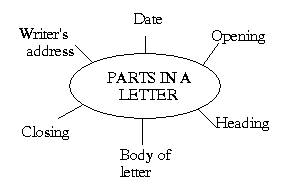 Date
Writer's
address
Opening
PARTS IN A
LETTER
Closing
Heading
Body of
letter